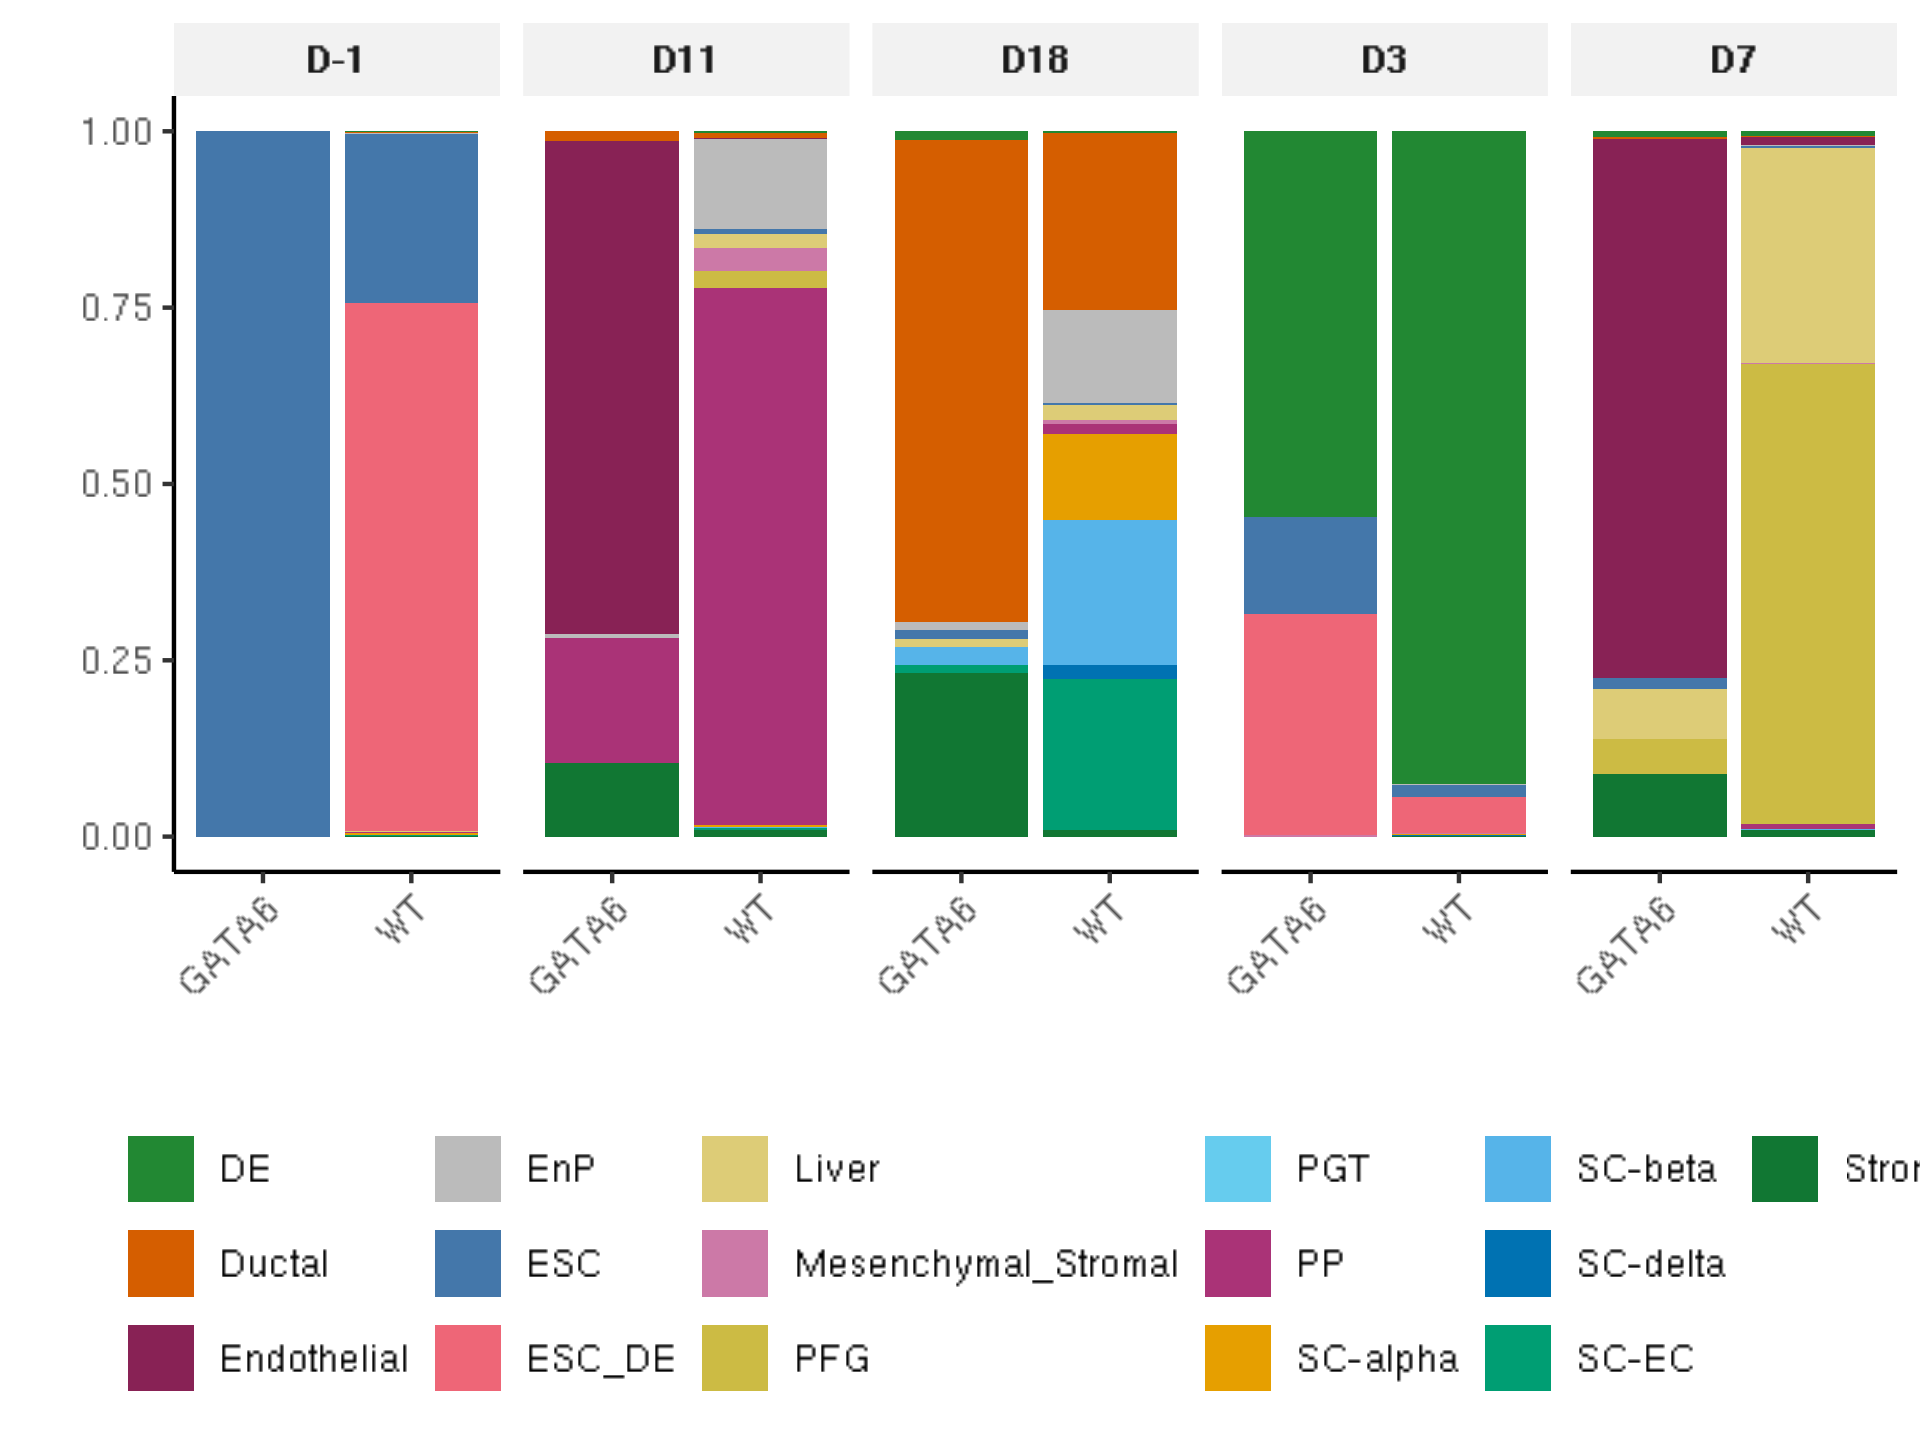 D-1 D11 D18 D3 D7
1.00
0.75
0.50
0.25
0.00
GATA6 WT GATA6 WT GATA6 WT GATA6 WT GATA6 WT
DE EnP Liver PGT SC-beta
Ductal ESC Mesenchymal_Stromal PP SC-delta
Endothelial ESC_DE PFG SC-alpha SC-EC